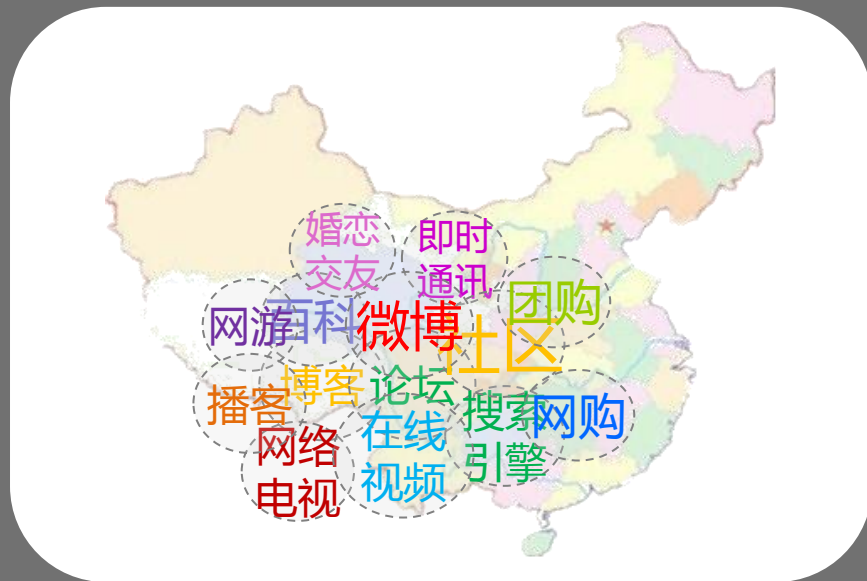 婚恋
交友
即时
通讯
团购
网游
百科
微博
社区
播客
博客
论坛
搜索
引擎
网购
网络
电视
在线
视频